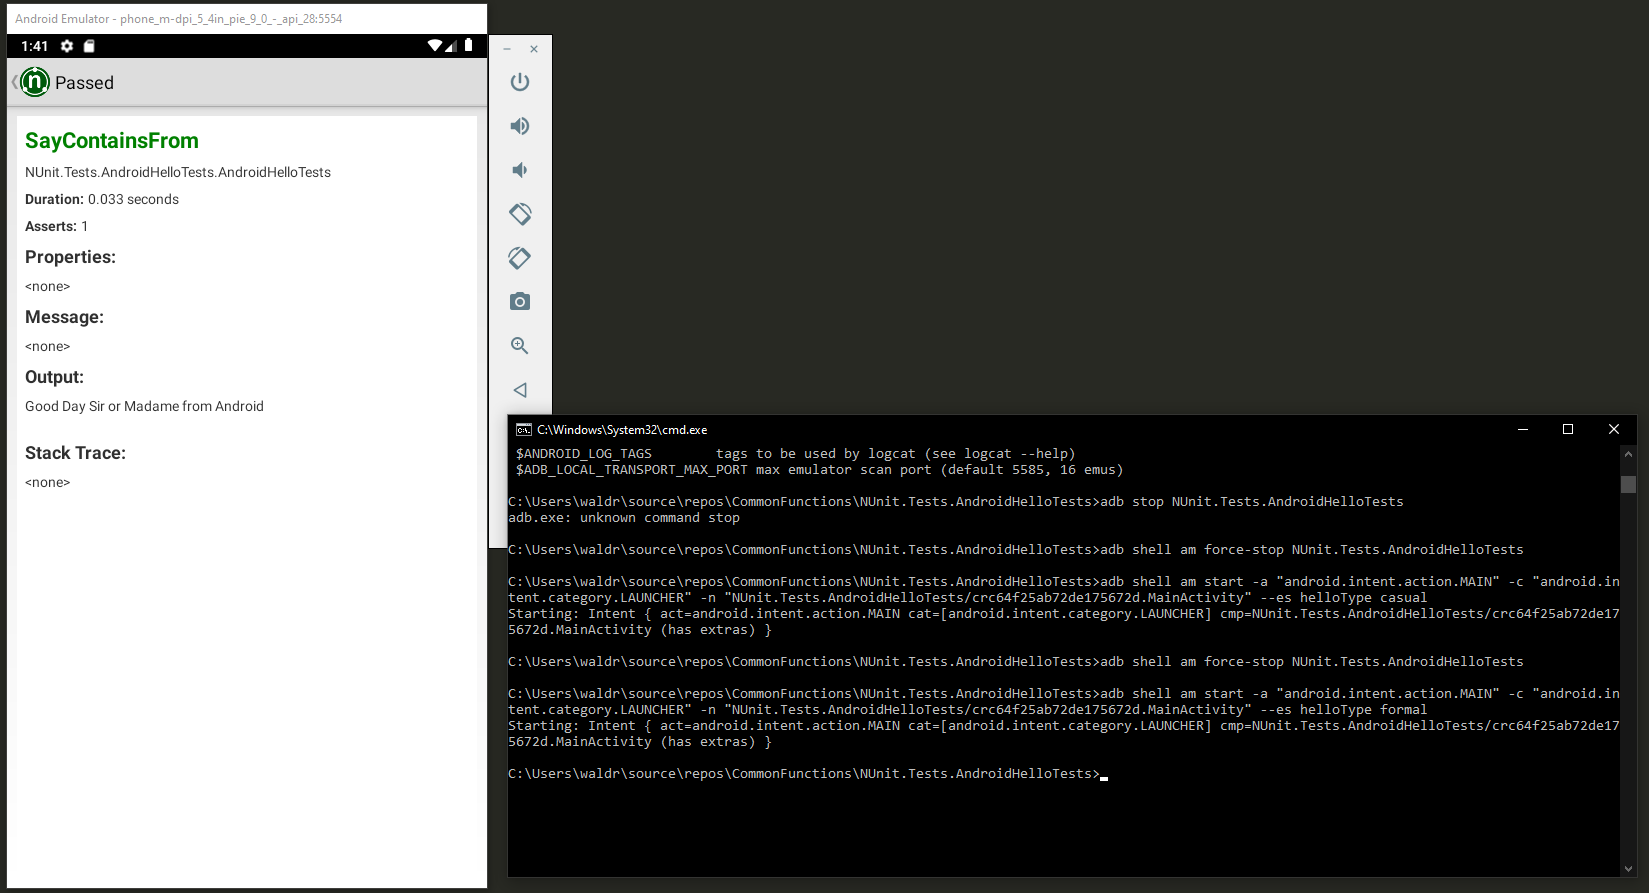 Android Emulator - phone_m-dpi_5_4in_pie_9_0_-_api_28:5554
1:41
n Passed
SayContainsFrom
NUnit.Tests.AndroidHelloTests.AndroidHelloTests
Duration: 0.033 seconds
Asserts: 1
Properties:
<none>
Message:
<none>
Output:
Good Day Sir or Madame from Android
Stack Trace:
<none>
C:\Windows\System32\cmd.exe
$ANDROID_LOG_TAGS        tags to be used by logcat (see logcat --help)
$ADB_LOCAL_TRANSPORT_MAX_PORT max emulator scan port (default 5585, 16 emus)
C:\Users\waldr\source\repos\CommonFunctions\NUnit.Tests.AndroidHelloTests>adb stop NUnit.Tests.AndroidHelloTests
adb.exe: unknown command stop
C:\Users\waldr\source\repos\CommonFunctions\NUnit.Tests.AndroidHelloTests>adb shell am force-stop NUnit.Tests.AndroidHelloTests
C:\Users\waldr\source\repos\CommonFunctions\NUnit.Tests.AndroidHelloTests>adb shell am start -a "android.intent.action.MAIN" -c "android.in
tent.category.LAUNCHER" -n "NUnit.Tests.AndroidHelloTests/crc64f25ab72de175672d.MainActivity" --es helloType casual
Starting: Intent { act=android.intent.action.MAIN cat=[android.intent.category.LAUNCHER] cmp=NUnit.Tests.AndroidHelloTests/crc64f25ab72de17
5672d.MainActivity (has extras) }
C:\Users\waldr\source\repos\CommonFunctions\NUnit.Tests.AndroidHelloTests>adb shell am force-stop NUnit.Tests.AndroidHelloTests
C:\Users\waldr\source\repos\CommonFunctions\NUnit.Tests.AndroidHelloTests>adb shell am start -a "android.intent.action.MAIN" -c "android.in
tent.category.LAUNCHER" -n "NUnit.Tests.AndroidHelloTests/crc64f25ab72de175672d.MainActivity" --es helloType formal
Starting: Intent { act=android.intent.action.MAIN cat=[android.intent.category.LAUNCHER] cmp=NUnit.Tests.AndroidHelloTests/crc64f25ab72de17
5672d.MainActivity (has extras) }
C:\Users\waldr\source\repos\CommonFunctions\NUnit.Tests.AndroidHelloTests>